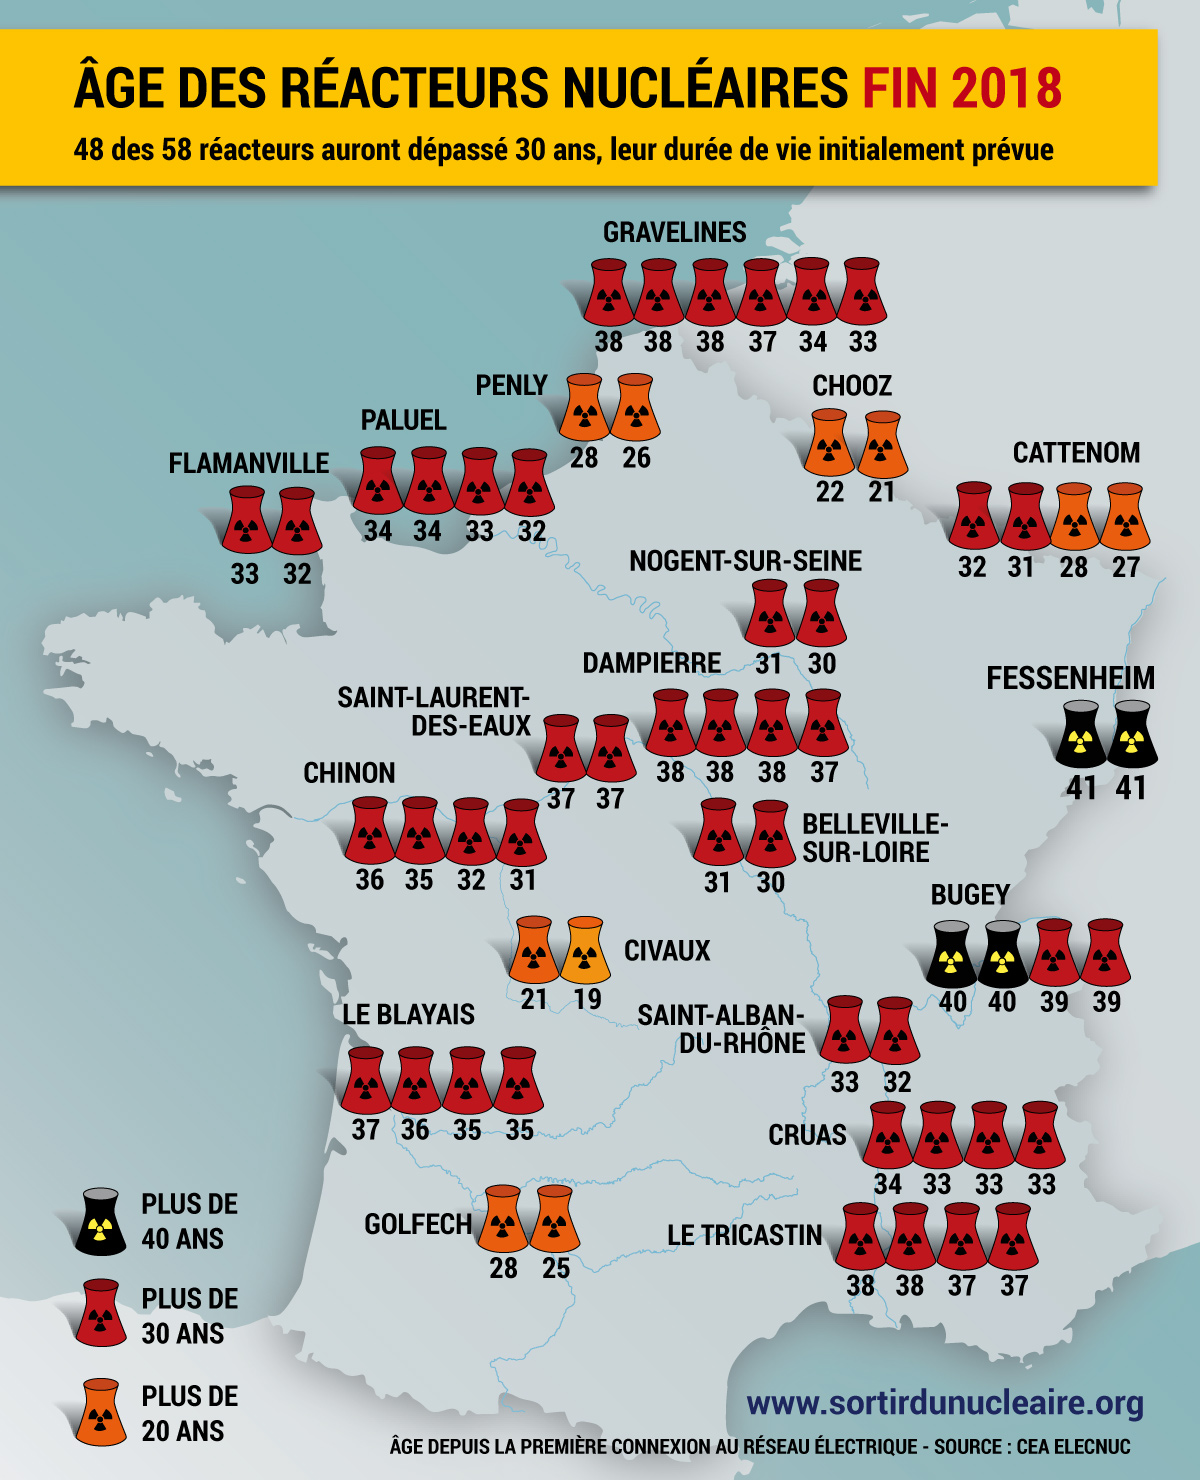 ÂGE DES RÉACTEURS NUCLÉAIRES FIN 2018
48 des 58 réacteurs auront dépassé 30 ans, leur durée de vie initialement prévue
GRAVELINES
38 38 38 37 34 33
PENLY
28 26
CHOOZ
22 21
PALUEL
34 34 33 32
FLAMANVILLE
33 32
CATTENOM
32 31 28 27
NOGENT-SUR-SEINE
31 30
DAMPIERRE
38 38 38 37
FESSENHEIM
41 41
SAINT-LAURENT-
DES-EAUX
37 37
CHINON
36 35 32 31
BELLEVILLE-
SUR-LOIRE
31 30
BUGEY
40 40 39 39
CIVAUX
21 19
LE BLAYAIS
37 36 35 35
SAINT-ALBAN-
DU-RHÔNE
33 32
CRUAS
34 33 33 33
GOLFECH
28 25
LE TRICASTIN
38 38 37 37
PLUS DE
40 ANS
PLUS DE
30 ANS
PLUS DE
20 ANS
www.sortirdunucleaire.org
ÂGE DEPUIS LA PREMIÈRE CONNEXION AU RÉSEAU ÉLECTRIQUE - SOURCE : CEA ELECNUC